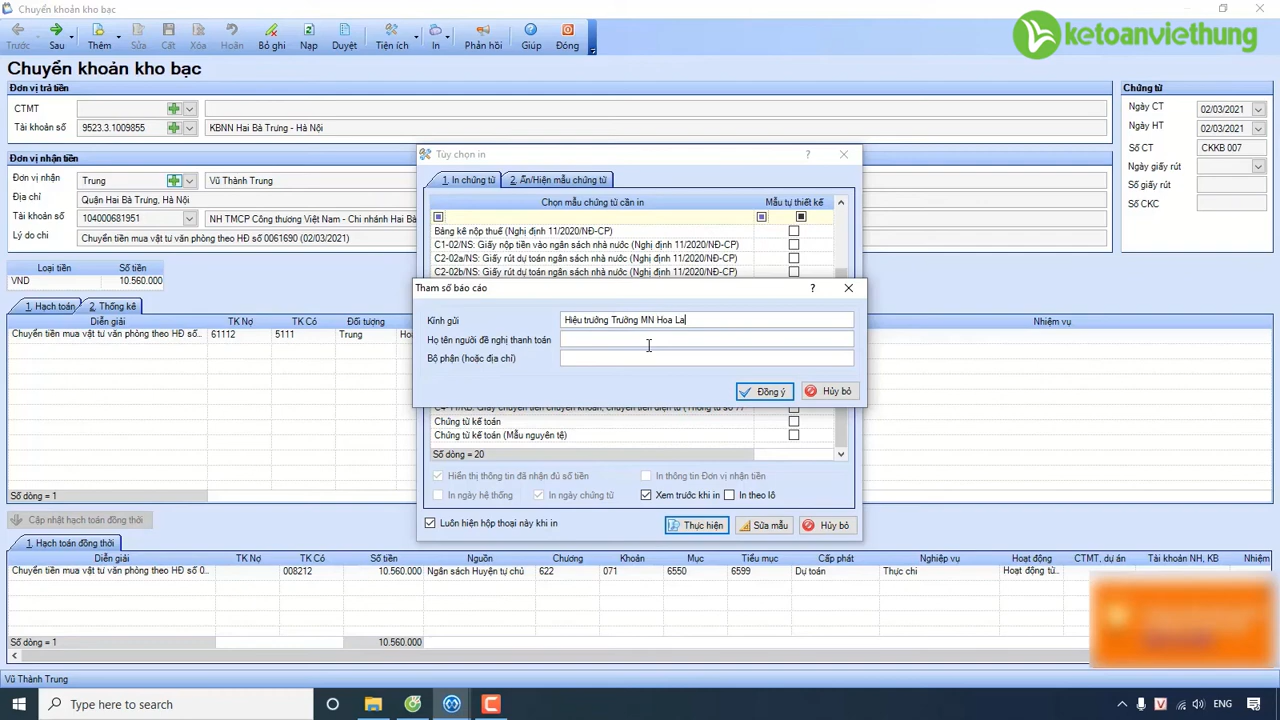 Chuyển khoản kho bạc
Trước Sau Thêm Sửa Cất Xóa Hoãn Bỏ ghi Nạp Duyệt Tiện ích In Phản hồi Giúp Đóng
ketoanviethung
Chuyển khoản kho bạc
Đơn vị trả tiền
CTMT
Tài khoản số 9523.3.1009855 KBNN Hai Bà Trưng - Hà Nội
Đơn vị nhận tiền
Đơn vị nhận Trung Vũ Thành Trung
Địa chỉ Quận Hai Bà Trưng, Hà Nội
Tài khoản số 104000681951 NH TMCP Công thương Việt Nam - Chi nhánh Hai Bà Trưng
Lý do chi Chuyển tiền mua vật tư văn phòng theo HĐ số 0061690 (02/03/2021)
Chứng từ
Ngày CT 02/03/2021
Ngày HT 02/03/2021
Số CT CKKB 007
Ngày giấy rút
Số giấy rút
Số CKC
Loại tiền Số tiền
VND 10.560.000
1. Hạch toán 2. Thống kê
Diễn giải TK Nợ TK Có Đối tượng Nhiệm vụ
Chuyển tiền mua vật tư văn phòng theo HĐ số... 61112 5111 Trung
Số dòng = 1
Tùy chọn in
1. In chứng từ 2. Ẩn/Hiện mẫu chứng từ
Chọn mẫu chứng từ cần in Mẫu tự thiết kế
Bảng kê nộp thuế (Nghị định 11/2020/NĐ-CP)
C1-02/NS: Giấy nộp tiền vào ngân sách nhà nước (Nghị định 11/2020/NĐ-CP)
C2-02a/NS: Giấy rút dự toán ngân sách nhà nước (Nghị định 11/2020/NĐ-CP)
C2-02b/NS: Giấy rút dự toán ngân sách nhà nước (Nghị định 11/2020/NĐ-CP)
Tham số báo cáo
Kính gửi Hiệu trưởng Trường MN Hoa La
Họ tên người đề nghị thanh toán
Bộ phận (hoặc địa chỉ)
Đồng ý Hủy bỏ
Chứng từ kế toán
Chứng từ kế toán (Mẫu nguyên tệ)
Số dòng = 20
Hiển thị thông tin đã nhận đủ số tiền In thông tin Đơn vị nhận tiền
In ngày hệ thống In ngày chứng từ Xem trước khi in In theo lô
Luôn hiện hộp thoại này khi in Thực hiện Sửa mẫu Hủy bỏ
Cập nhật hạch toán đồng thời
1. Hạch toán đồng thời
Diễn giải TK Nợ TK Có Số tiền Nguồn Chương Khoản Mục Tiểu mục Cấp phát Nghiệp vụ Hoạt động CTMT, dự án Tài khoản NH, KB Nhiệm
Chuyển tiền mua vật tư văn phòng theo HĐ số 0... 008212 10.560.000 Ngân sách Huyện tự chủ 622 071 6550 6599 Dự toán Thực chi Hoạt động từ...
Số dòng = 1 10.560.000
Vũ Thành Trung
Type here to search
ENG